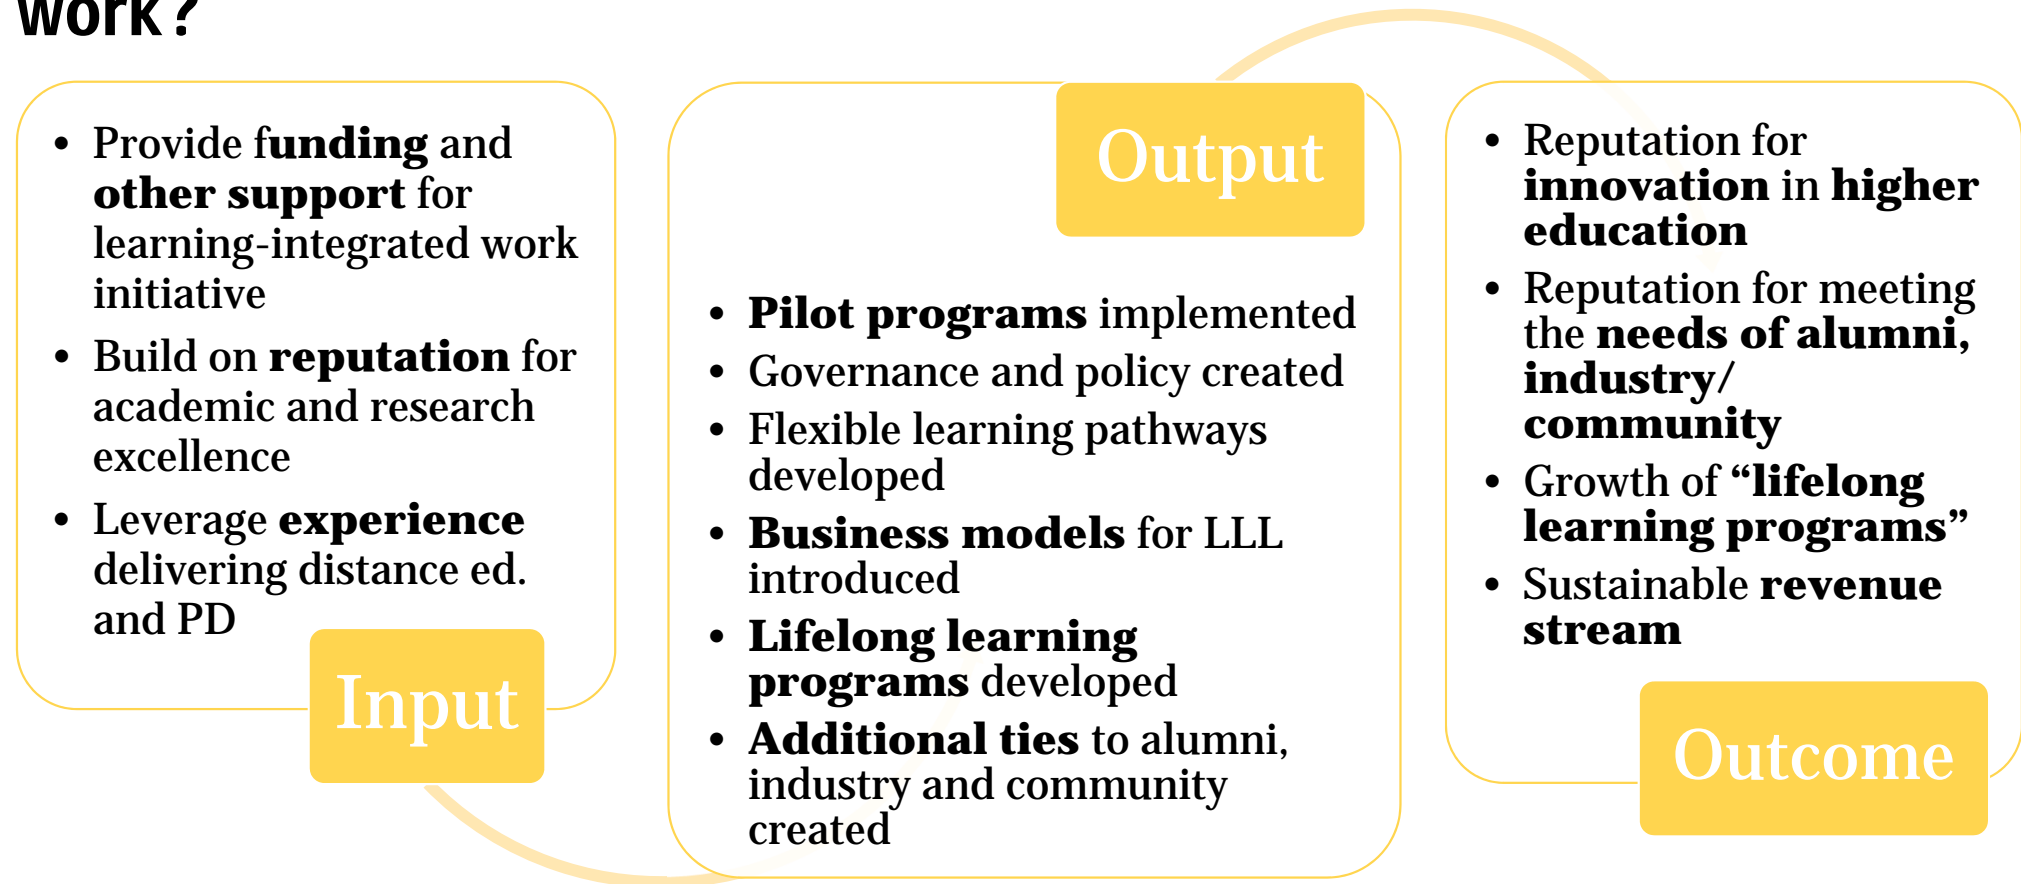 work?
• Provide funding and
other support for
learning-integrated work
initiative
• Build on reputation for
academic and research
excellence
• Leverage experience
delivering distance ed.
and PD
Input
Output
• Pilot programs implemented
• Governance and policy created
• Flexible learning pathways
developed
• Business models for LLL
introduced
• Lifelong learning
programs developed
• Additional ties to alumni,
industry and community
created
• Reputation for
innovation in higher
education
• Reputation for meeting
the needs of alumni,
industry/
community
• Growth of “lifelong
learning programs”
• Sustainable revenue
stream
Outcome